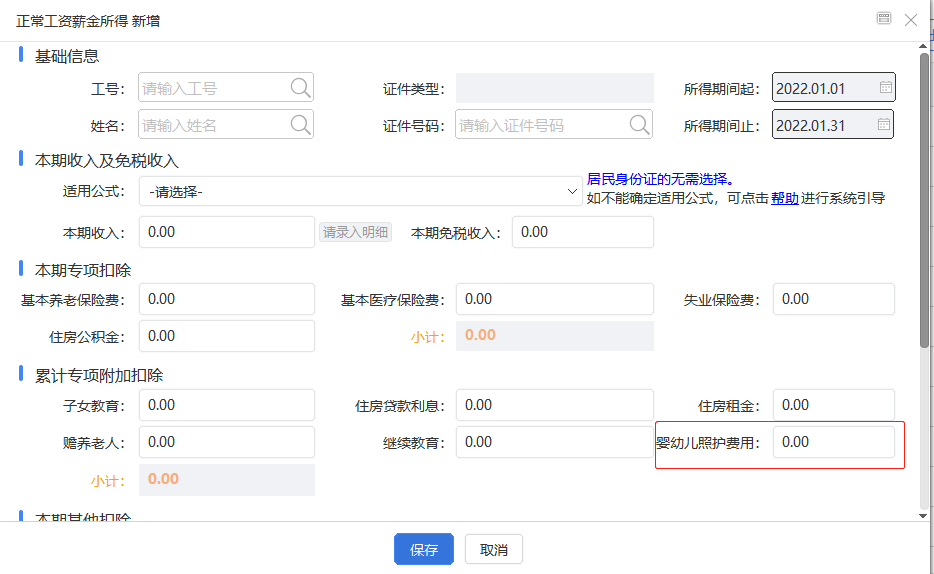 正常工资薪金所得 新增
基础信息
工号: 请输入工号 证件类型: 所得期间起: 2022.01.01
姓名: 请输入姓名 证件号码: 请输入证件号码 所得期间止: 2022.01.31
本期收入及免税收入
适用公式: -请选择- 居民身份证的无需选择。
如不能确定适用公式，可点击 帮助 进行系统引导
本期收入: 0.00 请录入明细 本期免税收入: 0.00
本期专项扣除
基本养老保险费: 0.00 基本医疗保险费: 0.00 失业保险费: 0.00
住房公积金: 0.00 小计: 0.00
累计专项附加扣除
子女教育: 0.00 住房贷款利息: 0.00 住房租金: 0.00
赡养老人: 0.00 继续教育: 0.00 婴幼儿照护费用: 0.00
小计: 0.00
本期其他扣除
保存 取消